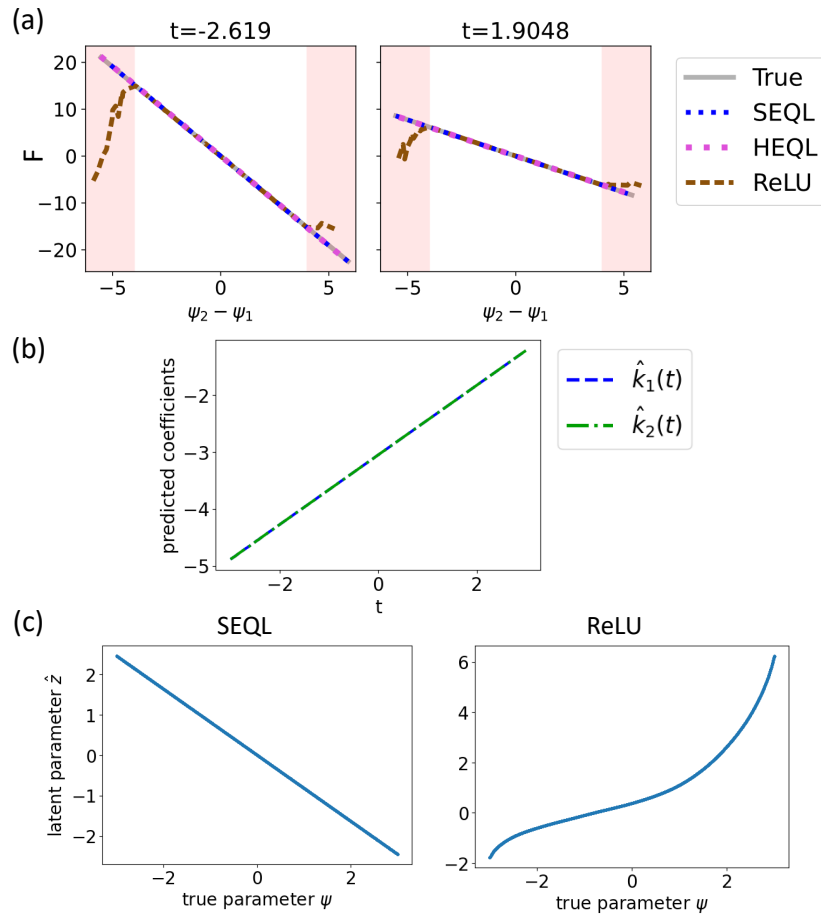 (a)
t=-2.619
t=1.9048
F
20
10
0
−10
−20
−5
0
5
ψ₂ − ψ₁
−5
0
5
ψ₂ − ψ₁
True
SEQL
HEQL
ReLU
(b)
predicted coefficients
−2
−3
−4
−5
−2
0
2
t
k̂₁(t)
k̂₂(t)
(c)
SEQL
latent parameter ẑ
2
1
0
−1
−2
−2
0
2
true parameter ψ
ReLU
6
4
2
0
−2
−2
0
2
true parameter ψ